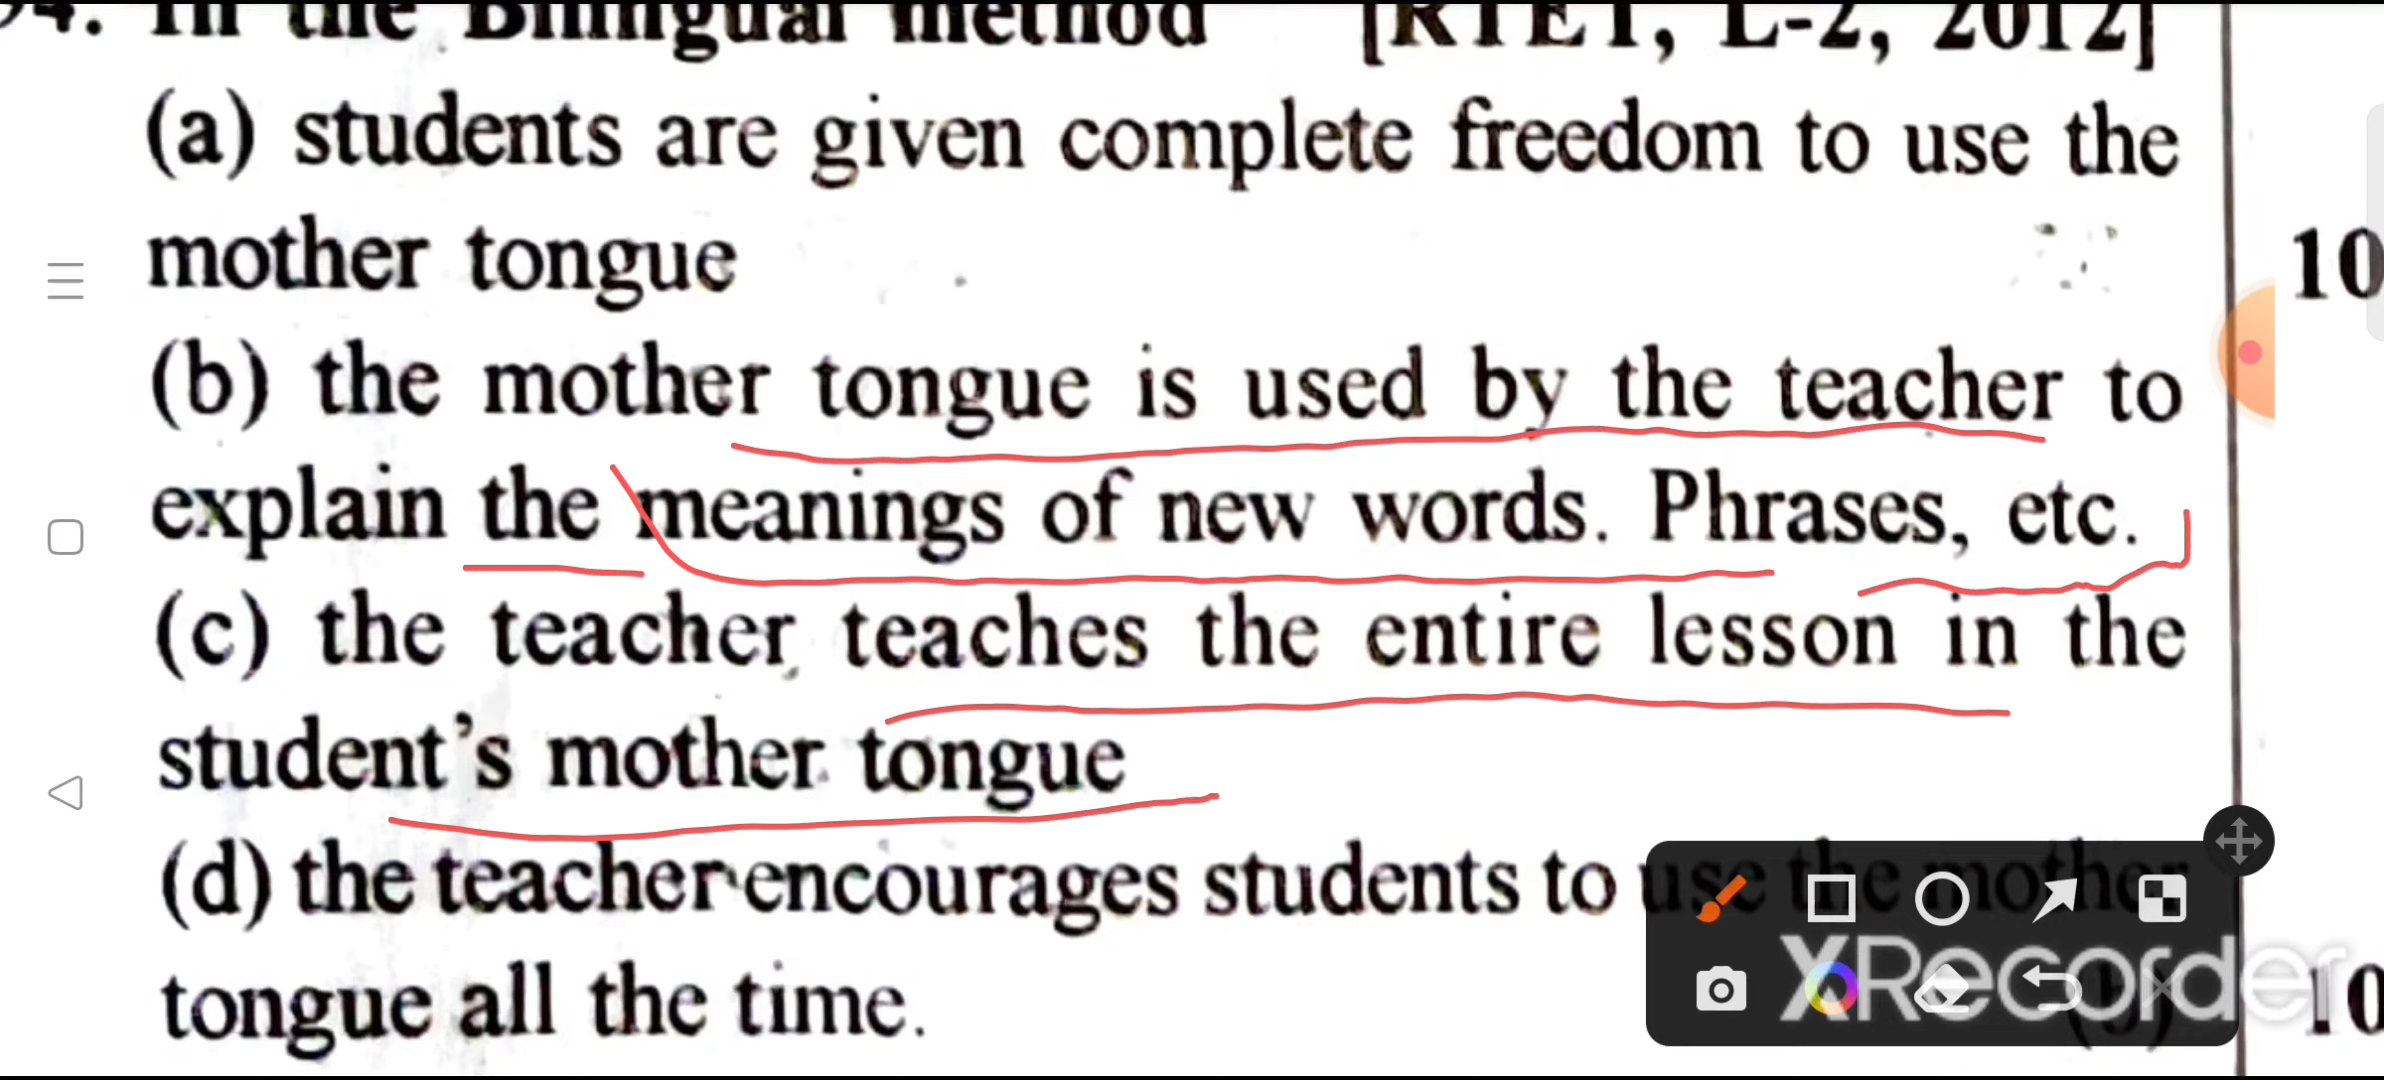 94. In the Bilingual method [RTET, L-2, 2012]
(a) students are given complete freedom to use the
mother tongue
(b) the mother tongue is used by the teacher to
explain the meanings of new words. Phrases, etc.
(c) the teacher teaches the entire lesson in the
student's mother tongue
(d) the teacher encourages students to use the mother
tongue all the time.
(b)
XRecorder
10
10